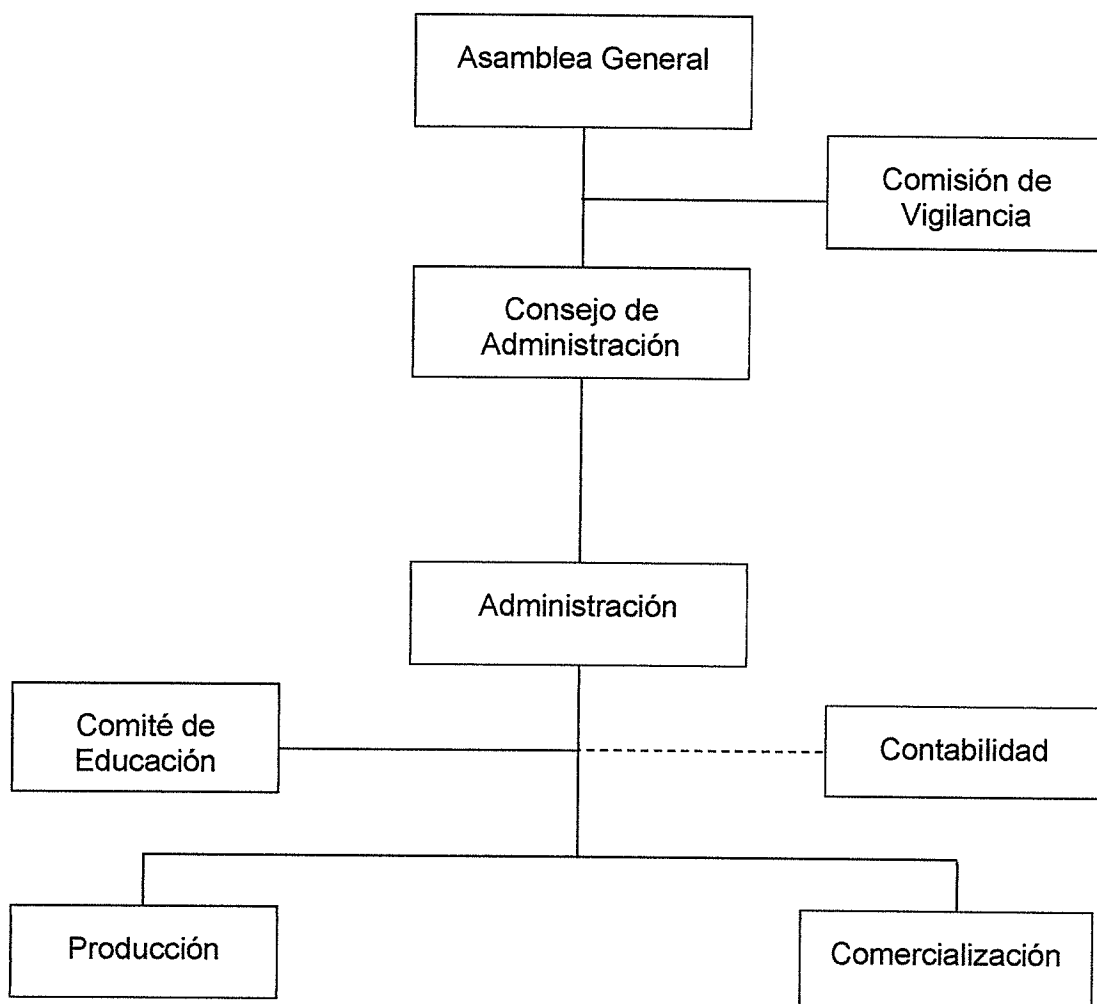 Asamblea General
Comisión de
Vigilancia
Consejo de
Administración
Administración
Comité de
Educación
Contabilidad
Producción
Comercialización